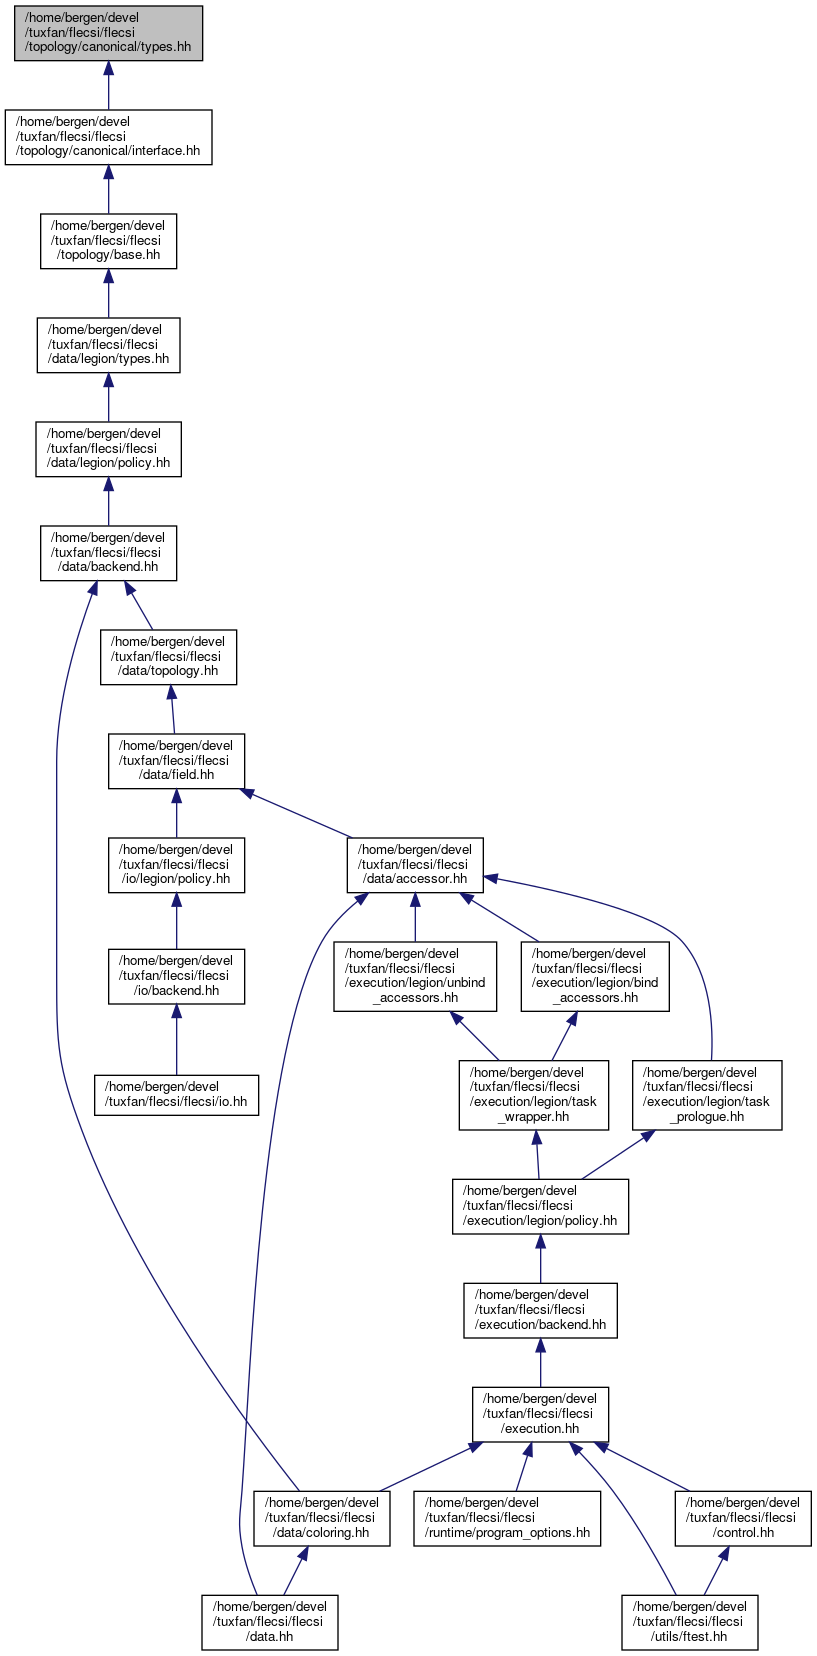 /home/bergen/devel
/tuxfan/flecsi/flecsi
/topology/canonical/types.hh
/home/bergen/devel
/tuxfan/flecsi/flecsi
/topology/canonical/interface.hh
/home/bergen/devel
/tuxfan/flecsi/flecsi
/topology/base.hh
/home/bergen/devel
/tuxfan/flecsi/flecsi
/data/legion/types.hh
/home/bergen/devel
/tuxfan/flecsi/flecsi
/data/legion/policy.hh
/home/bergen/devel
/tuxfan/flecsi/flecsi
/data/backend.hh
/home/bergen/devel
/tuxfan/flecsi/flecsi
/data/topology.hh
/home/bergen/devel
/tuxfan/flecsi/flecsi
/data/field.hh
/home/bergen/devel
/tuxfan/flecsi/flecsi
/io/legion/policy.hh
/home/bergen/devel
/tuxfan/flecsi/flecsi
/data/accessor.hh
/home/bergen/devel
/tuxfan/flecsi/flecsi
/io/backend.hh
/home/bergen/devel
/tuxfan/flecsi/flecsi
/execution/legion/unbind
_accessors.hh
/home/bergen/devel
/tuxfan/flecsi/flecsi
/execution/legion/bind
_accessors.hh
/home/bergen/devel
/tuxfan/flecsi/flecsi/io.hh
/home/bergen/devel
/tuxfan/flecsi/flecsi
/execution/legion/task
_wrapper.hh
/home/bergen/devel
/tuxfan/flecsi/flecsi
/execution/legion/task
_prologue.hh
/home/bergen/devel
/tuxfan/flecsi/flecsi
/execution/legion/policy.hh
/home/bergen/devel
/tuxfan/flecsi/flecsi
/execution/backend.hh
/home/bergen/devel
/tuxfan/flecsi/flecsi
/execution.hh
/home/bergen/devel
/tuxfan/flecsi/flecsi
/data/coloring.hh
/home/bergen/devel
/tuxfan/flecsi/flecsi
/runtime/program_options.hh
/home/bergen/devel
/tuxfan/flecsi/flecsi
/control.hh
/home/bergen/devel
/tuxfan/flecsi/flecsi
/data.hh
/home/bergen/devel
/tuxfan/flecsi/flecsi
/utils/ftest.hh